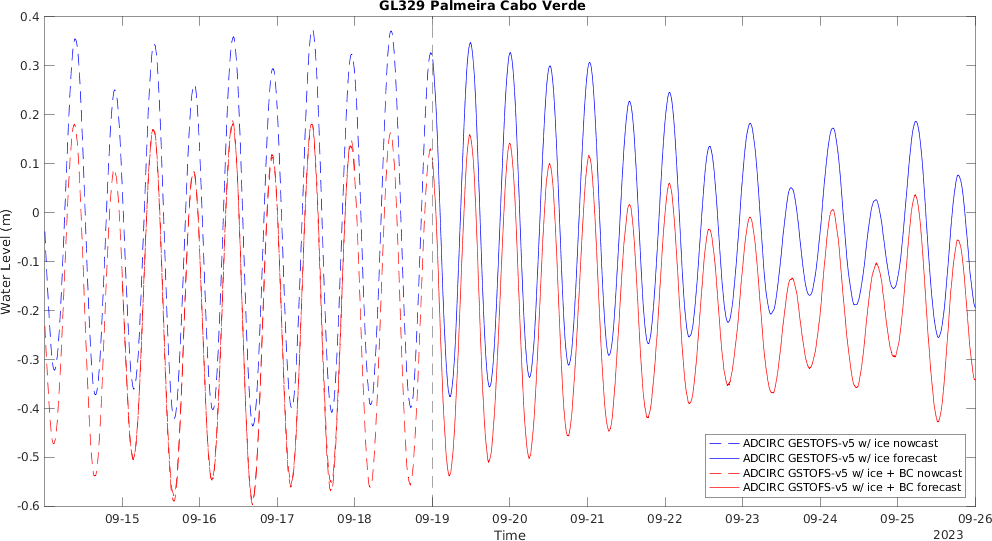 GL329 Palmeira Cabo Verde
0.4
0.3
0.2
0.1
0
-0.1
-0.2
-0.3
-0.4
-0.5
-0.6
Water Level (m)
ADCIRC GESTOFS-v5 w/ ice nowcast
ADCIRC GESTOFS-v5 w/ ice forecast
ADCIRC GSTOFS-v5 w/ ice + BC nowcast
ADCIRC GSTOFS-v5 w/ ice + BC forecast
09-15 09-16 09-17 09-18 09-19 09-20 09-21 09-22 09-23 09-24 09-25 09-26
Time
2023